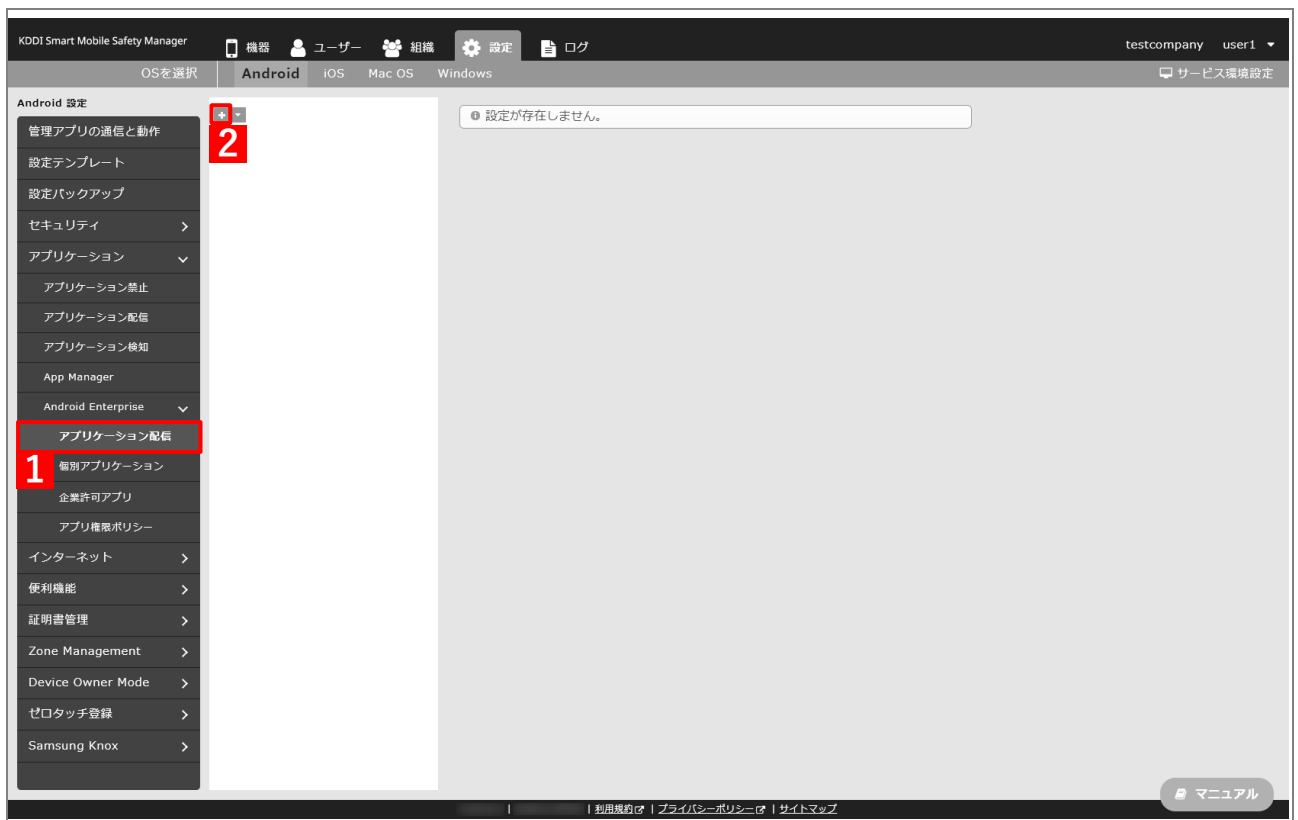 KDDI Smart Mobile Safety Manager
機器 ユーザー 組織 設定 ログ
testcompany user1
OSを選択 Android iOS Mac OS Windows
サービス環境設定
Android 設定
管理アプリの通信と動作
設定テンプレート
設定バックアップ
セキュリティ
アプリケーション
アプリケーション禁止
アプリケーション配信
アプリケーション検知
App Manager
Android Enterprise
アプリケーション配信
1
個別アプリケーション
企業許可アプリ
アプリ権限ポリシー
インターネット
便利機能
証明書管理
Zone Management
Device Owner Mode
ゼロタッチ登録
Samsung Knox
2
設定が存在しません。
マニュアル
| | 利用規約 | プライバシーポリシー | サイトマップ